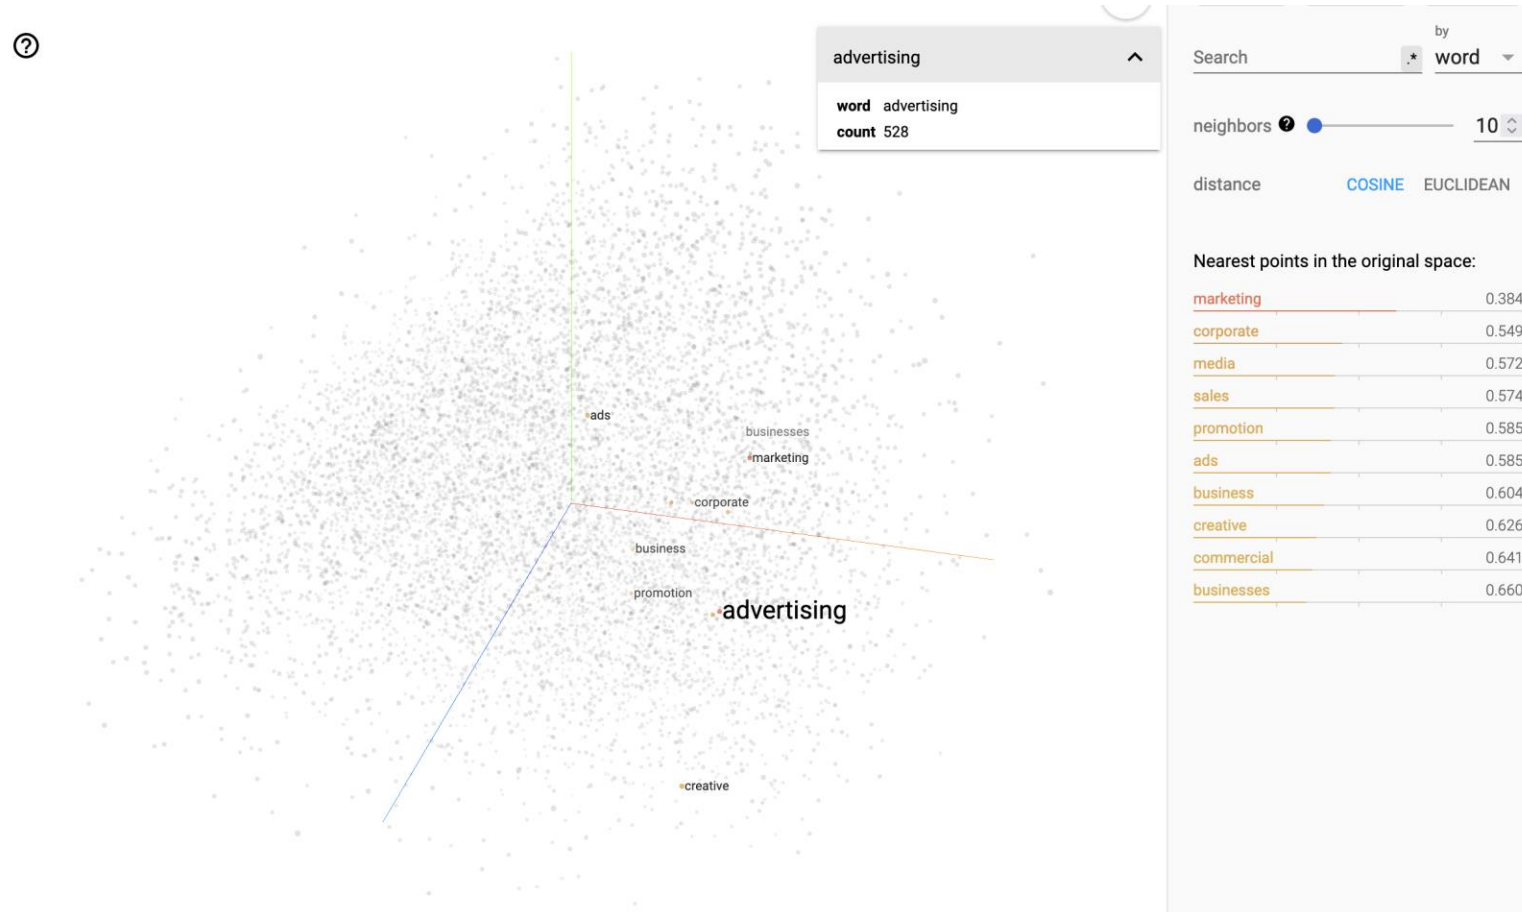 ?
advertising
word advertising
count 528
by
Search .* word
neighbors ? 10
distance COSINE EUCLIDEAN
Nearest points in the original space:
marketing 0.384
corporate 0.549
media 0.572
sales 0.574
promotion 0.585
ads 0.585
business 0.604
creative 0.626
commercial 0.641
businesses 0.660
ads
businesses
marketing
corporate
business
promotion
advertising
creative